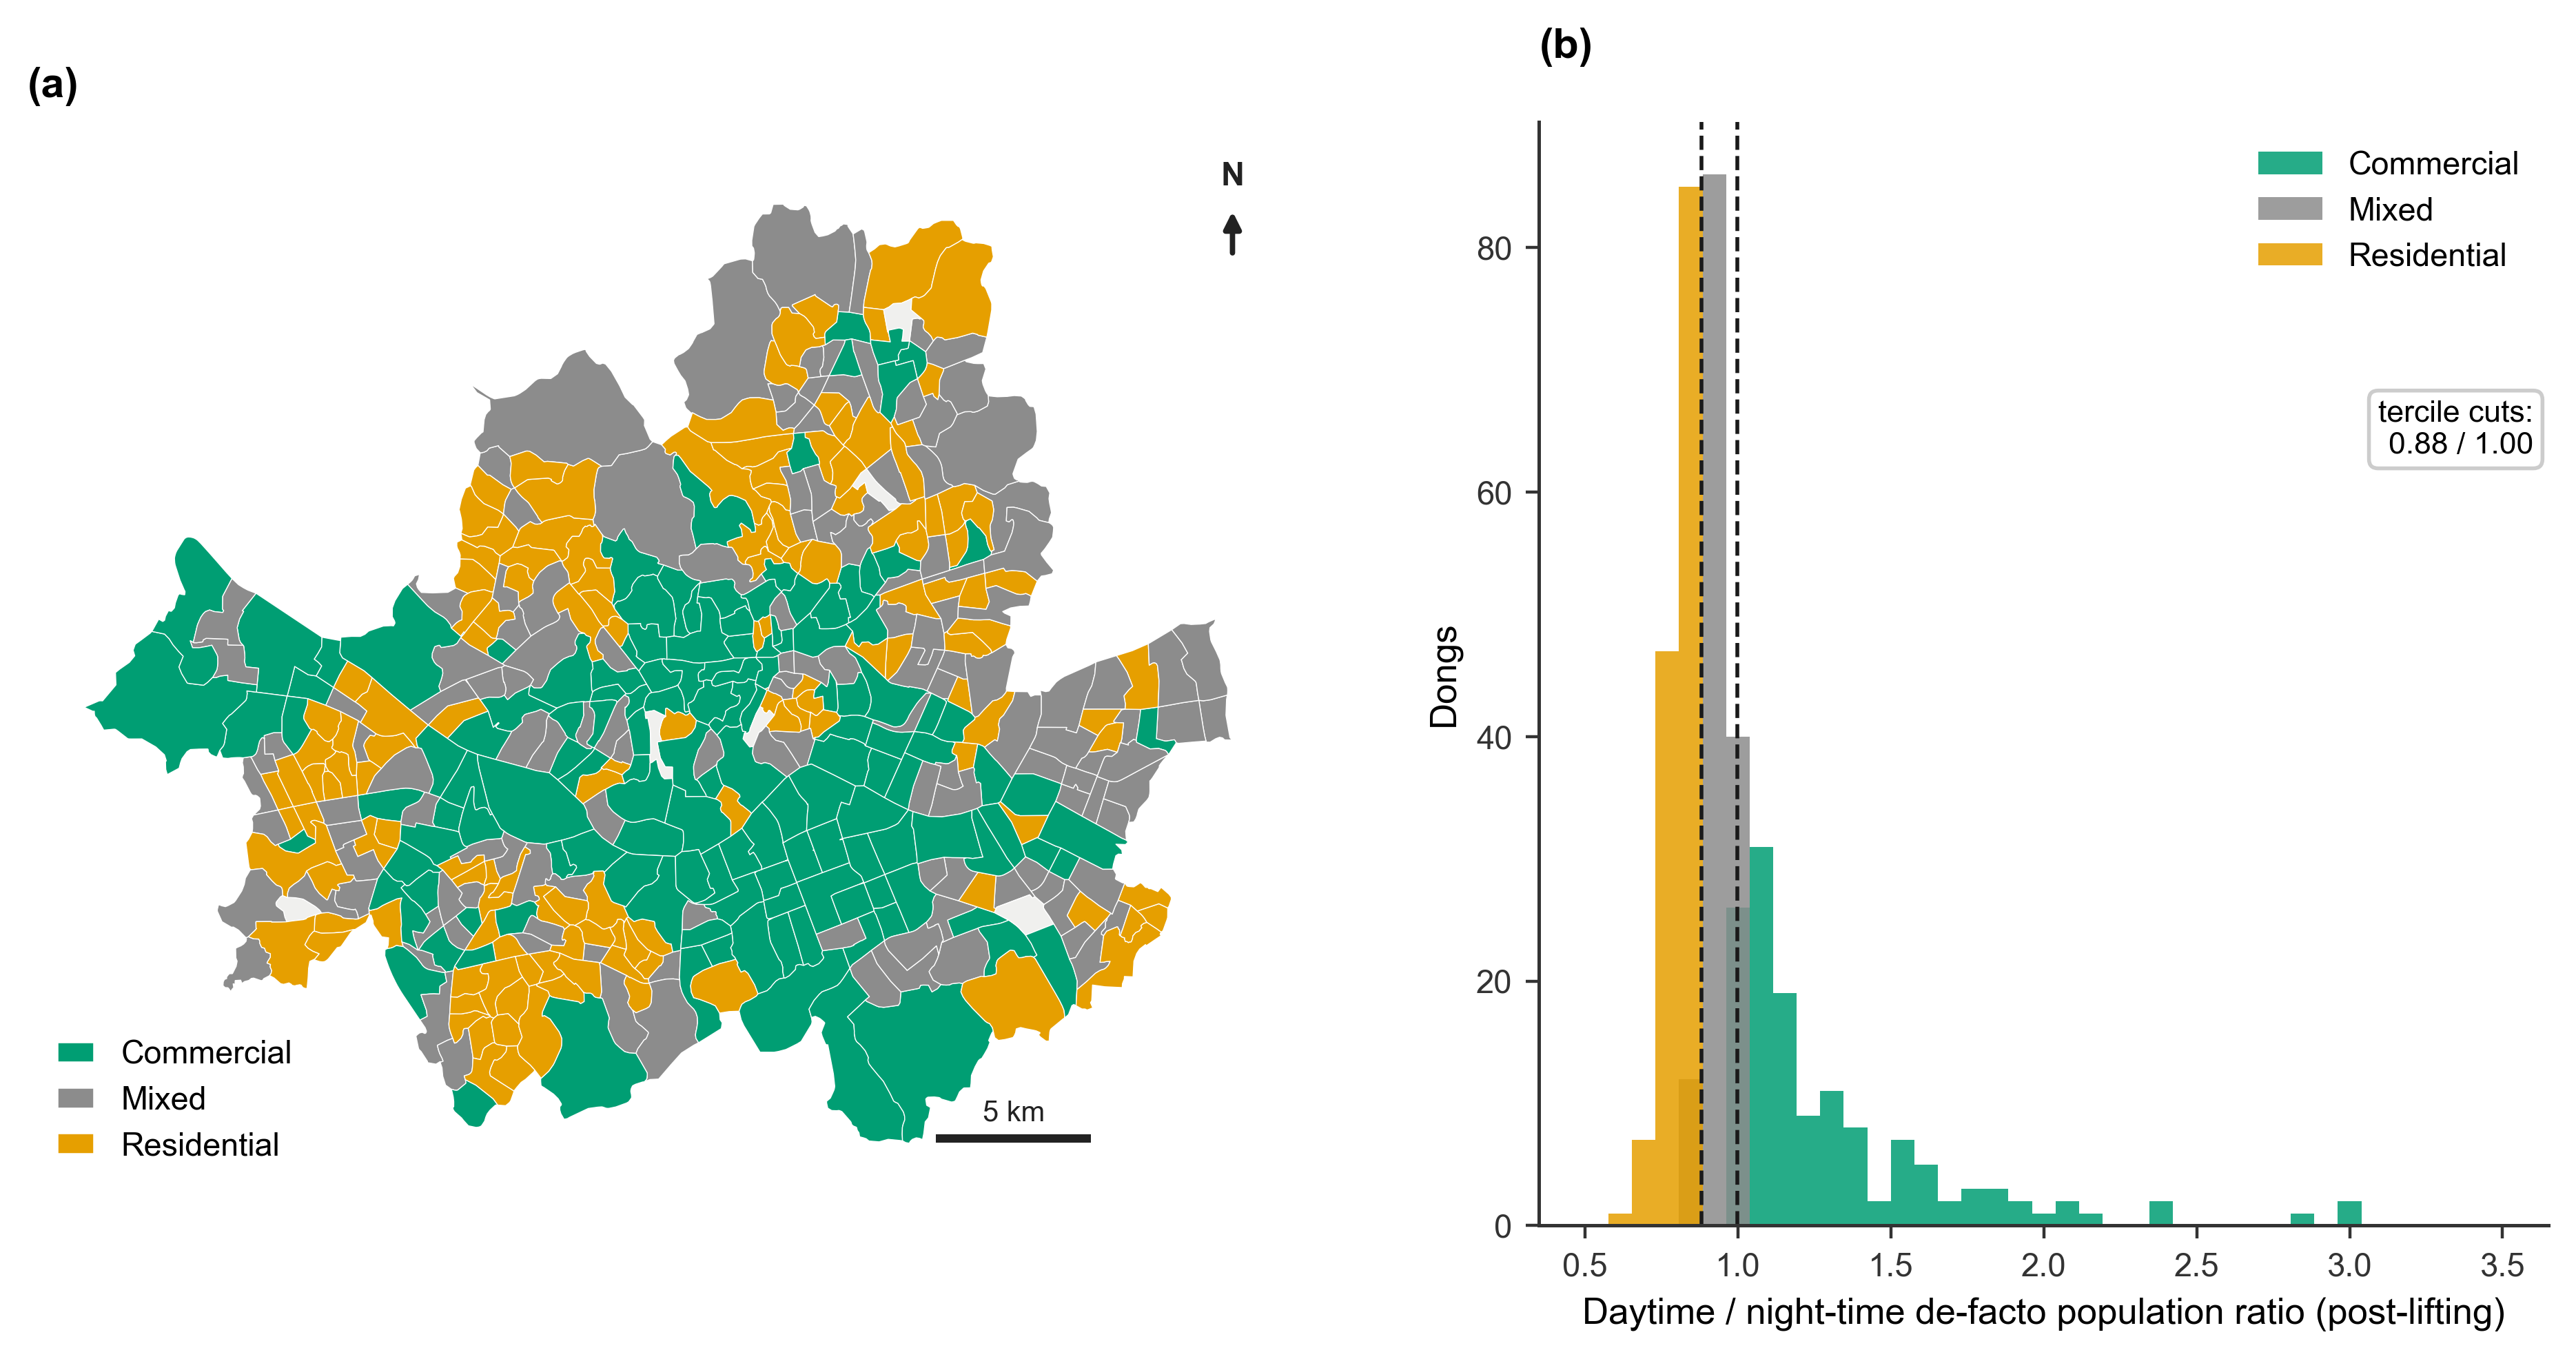 (a)
N
Commercial
Mixed
Residential
5 km
(b)
Commercial
Mixed
Residential
tercile cuts:
0.88 / 1.00
Dongs
80
60
40
20
0
0.5 1.0 1.5 2.0 2.5 3.0 3.5
Daytime / night-time de-facto population ratio (post-lifting)